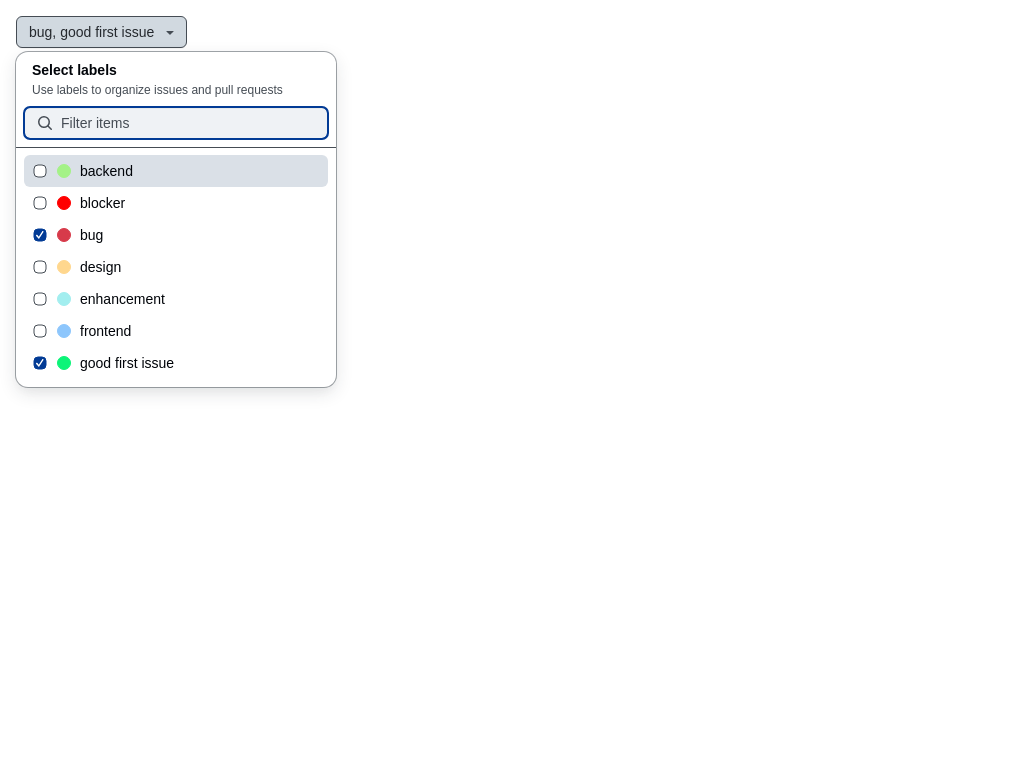 bug, good first issue
Select labels
Use labels to organize issues and pull requests
Filter items
backend
blocker
bug
design
enhancement
frontend
good first issue